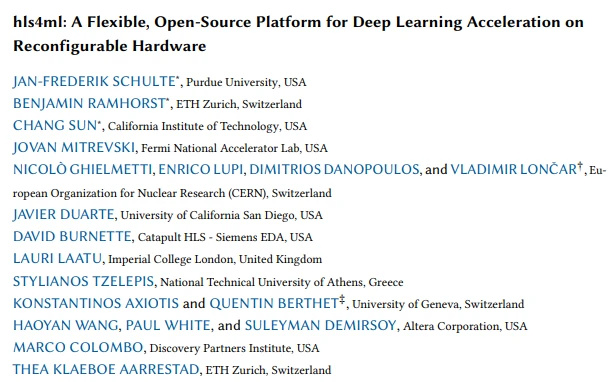 hls4ml: A Flexible, Open-Source Platform for Deep Learning Acceleration on
Reconfigurable Hardware
JAN-FREDERIK SCHULTE*, Purdue University, USA
BENJAMIN RAMHORST*, ETH Zurich, Switzerland
CHANG SUN*, California Institute of Technology, USA
JOVAN MITREVSKI, Fermi National Accelerator Lab, USA
NICOLÒ GHIELMETTI, ENRICO LUPI, DIMITRIOS DANOPOULOS, and VLADIMIR LONČAR†, Eu-
ropean Organization for Nuclear Research (CERN), Switzerland
JAVIER DUARTE, University of California San Diego, USA
DAVID BURNETTE, Catapult HLS - Siemens EDA, USA
LAURI LAATU, Imperial College London, United Kingdom
STYLIANOS TZELEPIS, National Technical University of Athens, Greece
KONSTANTINOS AXIOTIS and QUENTIN BERTHET‡, University of Geneva, Switzerland
HAOYAN WANG, PAUL WHITE, and SULEYMAN DEMIRSOY, Altera Corporation, USA
MARCO COLOMBO, Discovery Partners Institute, USA
THEA KLAEBOE AARRESTAD, ETH Zurich, Switzerland